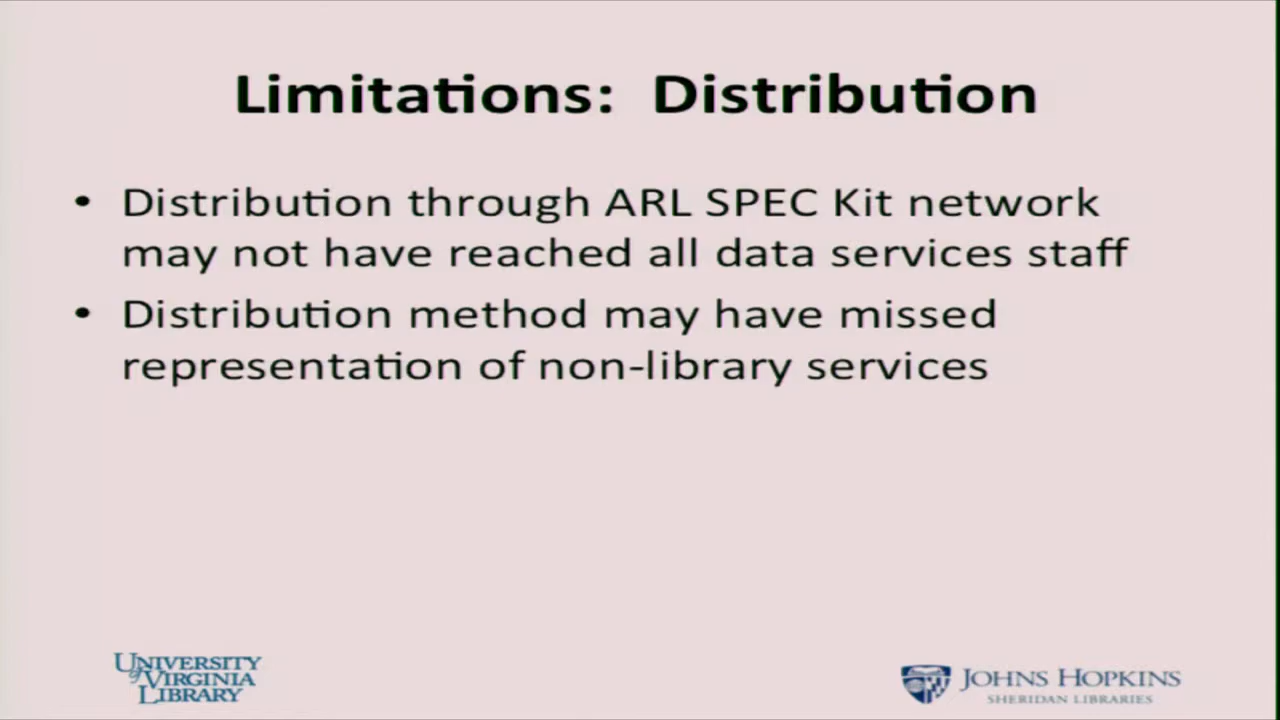 Limitations: Distribution
• Distribution through ARL SPEC Kit network
may not have reached all data services staff
• Distribution method may have missed
representation of non-library services
UNIVERSITY
of VIRGINIA
LIBRARY
JOHNS HOPKINS
SHERIDAN LIBRARIES